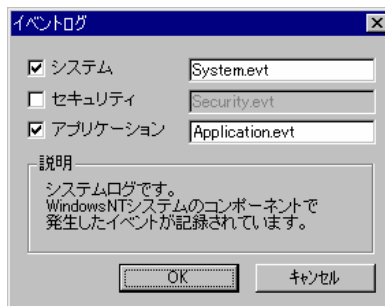 イベントログ
システム System.evt
セキュリティ Security.evt
アプリケーション Application.evt
説明
システムログです。
WindowsNTシステムのコンポーネントで
発生したイベントが記録されています。
OK キャンセル